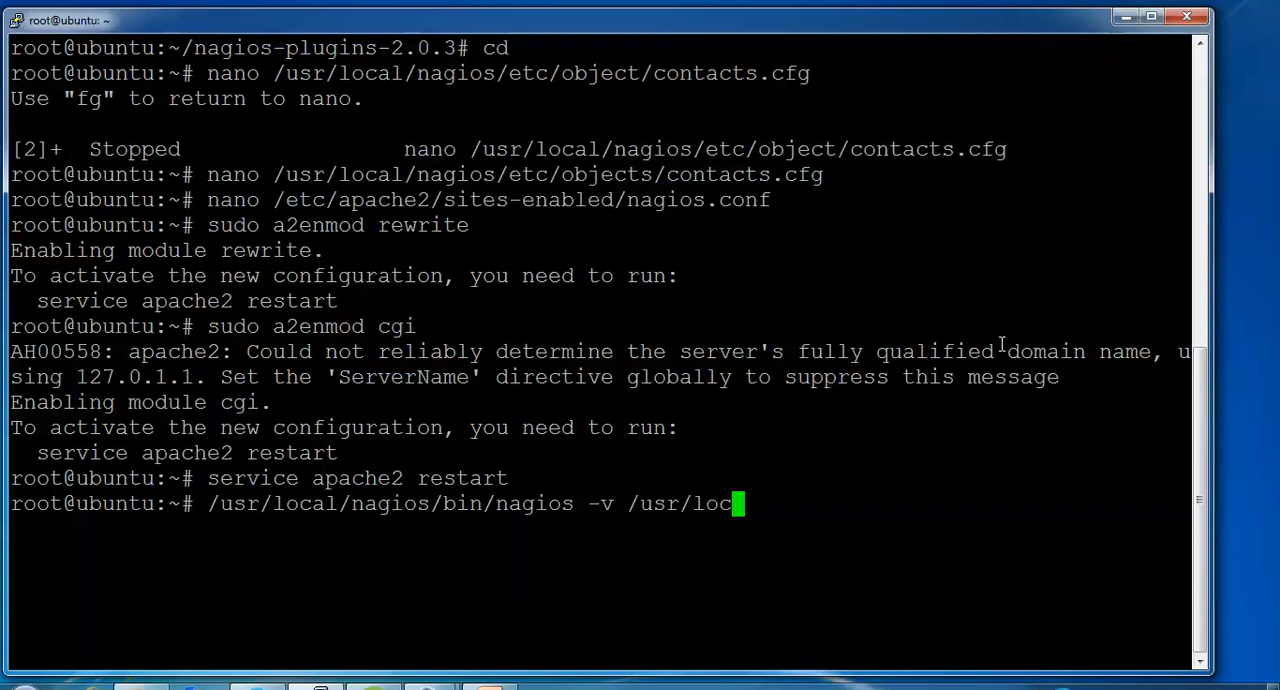 root@ubuntu: ~
root@ubuntu:~/nagios-plugins-2.0.3# cd
root@ubuntu:~# nano /usr/local/nagios/etc/object/contacts.cfg
Use "fg" to return to nano.
[2]+  Stopped                 nano /usr/local/nagios/etc/object/contacts.cfg
root@ubuntu:~# nano /usr/local/nagios/etc/objects/contacts.cfg
root@ubuntu:~# nano /etc/apache2/sites-enabled/nagios.conf
root@ubuntu:~# sudo a2enmod rewrite
Enabling module rewrite.
To activate the new configuration, you need to run:
  service apache2 restart
root@ubuntu:~# sudo a2enmod cgi
AH00558: apache2: Could not reliably determine the server's fully qualified domain name, u
sing 127.0.1.1. Set the 'ServerName' directive globally to suppress this message
Enabling module cgi.
To activate the new configuration, you need to run:
  service apache2 restart
root@ubuntu:~# service apache2 restart
root@ubuntu:~# /usr/local/nagios/bin/nagios -v /usr/loc